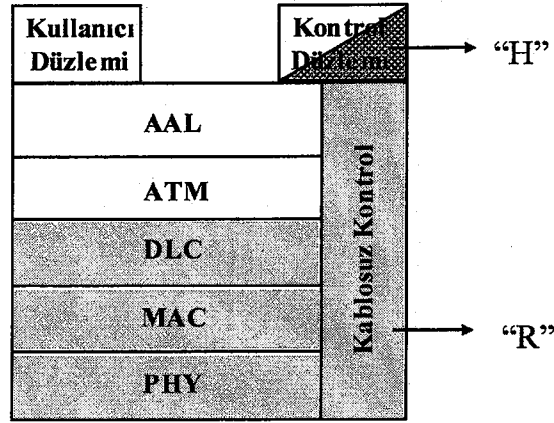 Kullanıcı
Düzlemi
Kontrol
Düzlemi
"H"
AAL
ATM
DLC
MAC
PHY
Kablosuz Kontrol
"R"